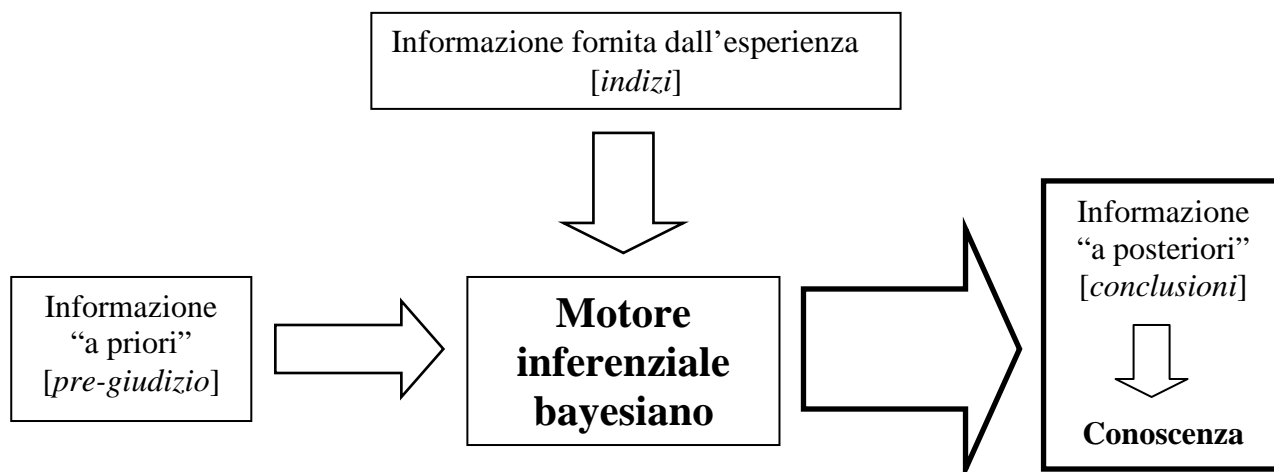 Informazione fornita dall’esperienza
[indizi]
Informazione
“a priori”
[pre-giudizio]
Motore
inferenziale
bayesiano
Informazione
“a posteriori”
[conclusioni]
Conoscenza